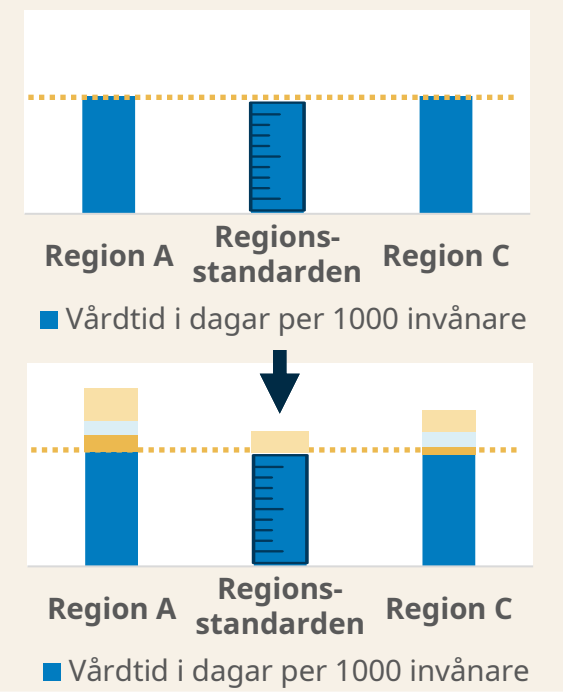 Region A
Regions-
standarden
Region C
Vårdtid i dagar per 1000 invånare
Region A
Regions-
standarden
Region C
Vårdtid i dagar per 1000 invånare